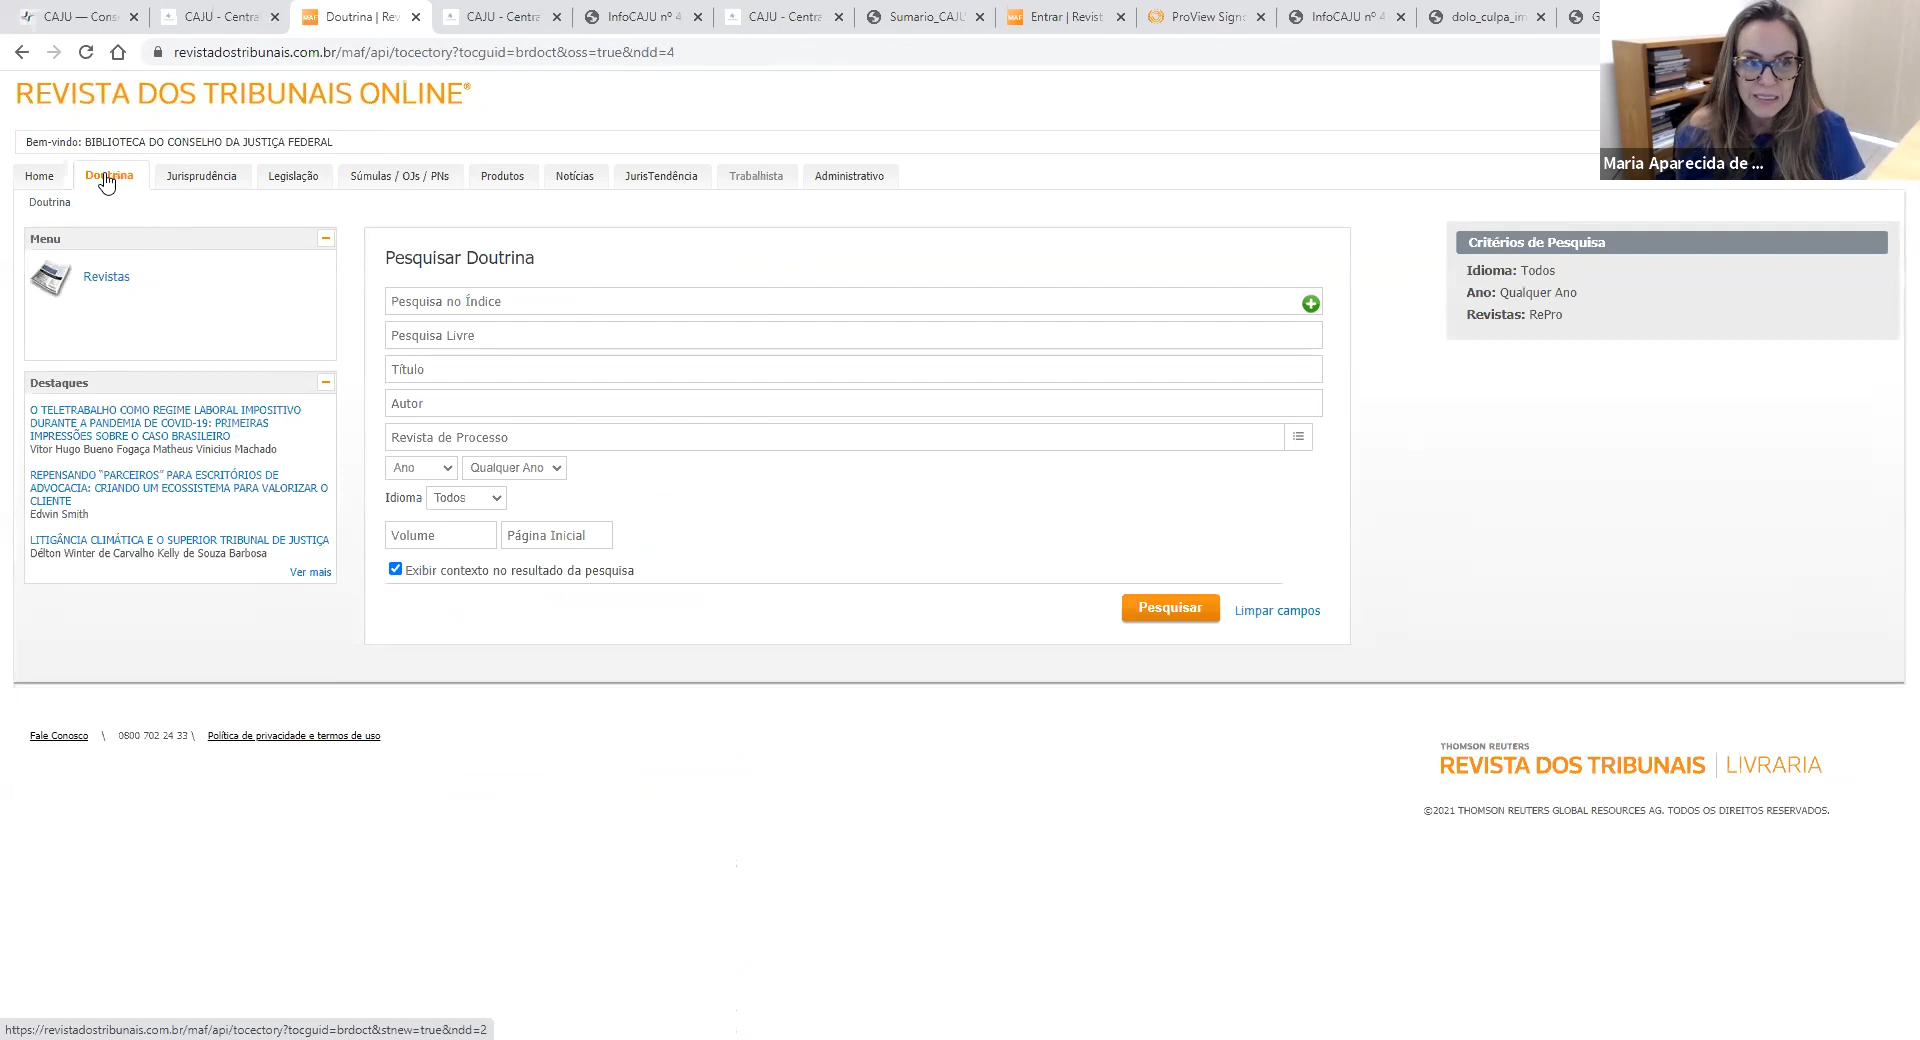 CAJU — Cons
CAJU - Centra
Doutrina | Rev
CAJU - Centra
InfoCAJU nº 4
CAJU - Centra
Sumario_CAJU
Entrar | Revist
ProView Sign
InfoCAJU nº 4
dolo_culpa_im
G
revistadostribunais.com.br/maf/api/tocectory?tocguid=brdoct&oss=true&ndd=4
REVISTA DOS TRIBUNAIS ONLINE®
Bem-vindo: BIBLIOTECA DO CONSELHO DA JUSTIÇA FEDERAL
Maria Aparecida de ...
Home
Doutrina
Jurisprudência
Legislação
Súmulas / OJs / PNs
Produtos
Notícias
JurisTendência
Trabalhista
Administrativo
Doutrina
Menu
Revistas
Destaques
O TELETRABALHO COMO REGIME LABORAL IMPOSITIVO
DURANTE A PANDEMIA DE COVID-19: PRIMEIRAS
IMPRESSÕES SOBRE O CASO BRASILEIRO
Vitor Hugo Bueno Fogaça Matheus Vinicius Machado
REPENSANDO "PARCEIROS" PARA ESCRITÓRIOS DE
ADVOCACIA: CRIANDO UM ECOSSISTEMA PARA VALORIZAR O
CLIENTE
Edwin Smith
LITIGÂNCIA CLIMÁTICA E O SUPERIOR TRIBUNAL DE JUSTIÇA
Délton Winter de Carvalho Kelly de Souza Barbosa
Ver mais
Pesquisar Doutrina
Pesquisa no Índice
Pesquisa Livre
Título
Autor
Revista de Processo
Ano
Qualquer Ano
Idioma
Todos
Volume
Página Inicial
Exibir contexto no resultado da pesquisa
Pesquisar
Limpar campos
Critérios de Pesquisa
Idioma: Todos
Ano: Qualquer Ano
Revistas: RePro
Fale Conosco \ 0800 702 24 33 \ Política de privacidade e termos de uso
THOMSON REUTERS
REVISTA DOS TRIBUNAIS | LIVRARIA
©2021 THOMSON REUTERS GLOBAL RESOURCES AG. TODOS OS DIREITOS RESERVADOS.
https://revistadostribunais.com.br/maf/api/tocectory?tocguid=brdoct&stnew=true&ndd=2